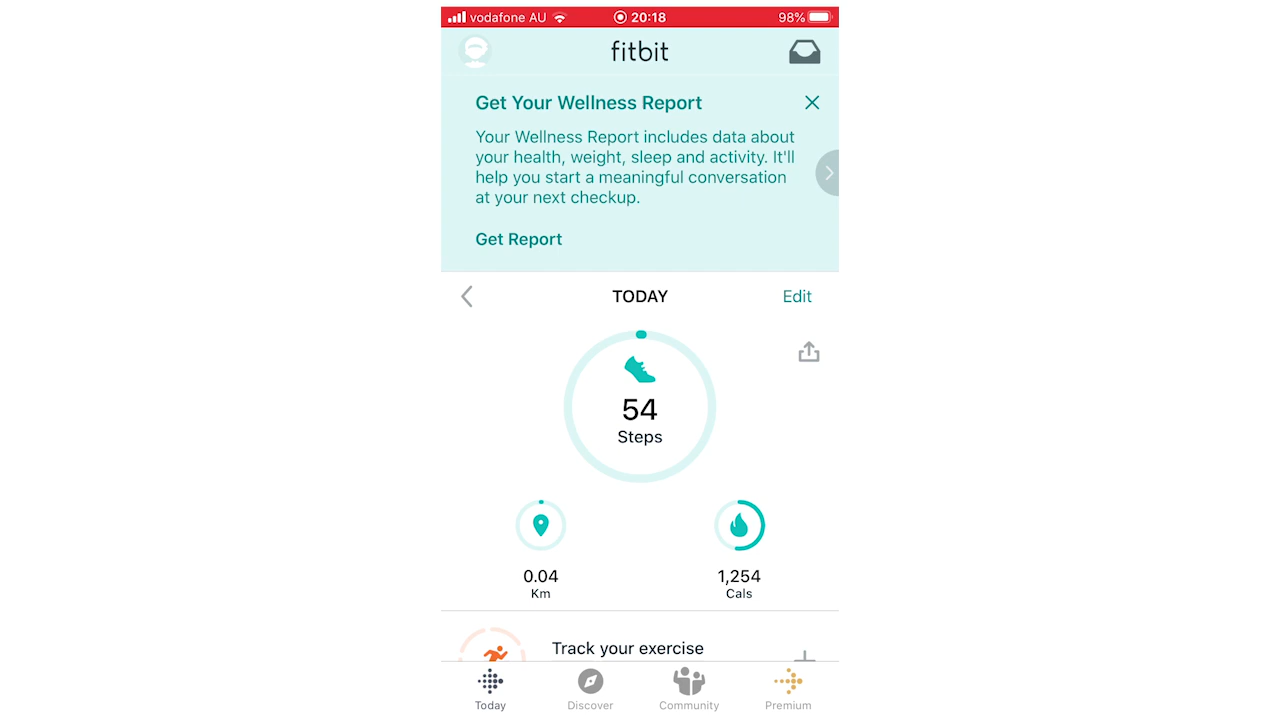 vodafone AU 20:18 98%
fitbit
Get Your Wellness Report
Your Wellness Report includes data about
your health, weight, sleep and activity. It'll
help you start a meaningful conversation
at your next checkup.
Get Report
TODAY Edit
54
Steps
0.04 1,254
Km Cals
Track your exercise
Today Discover Community Premium